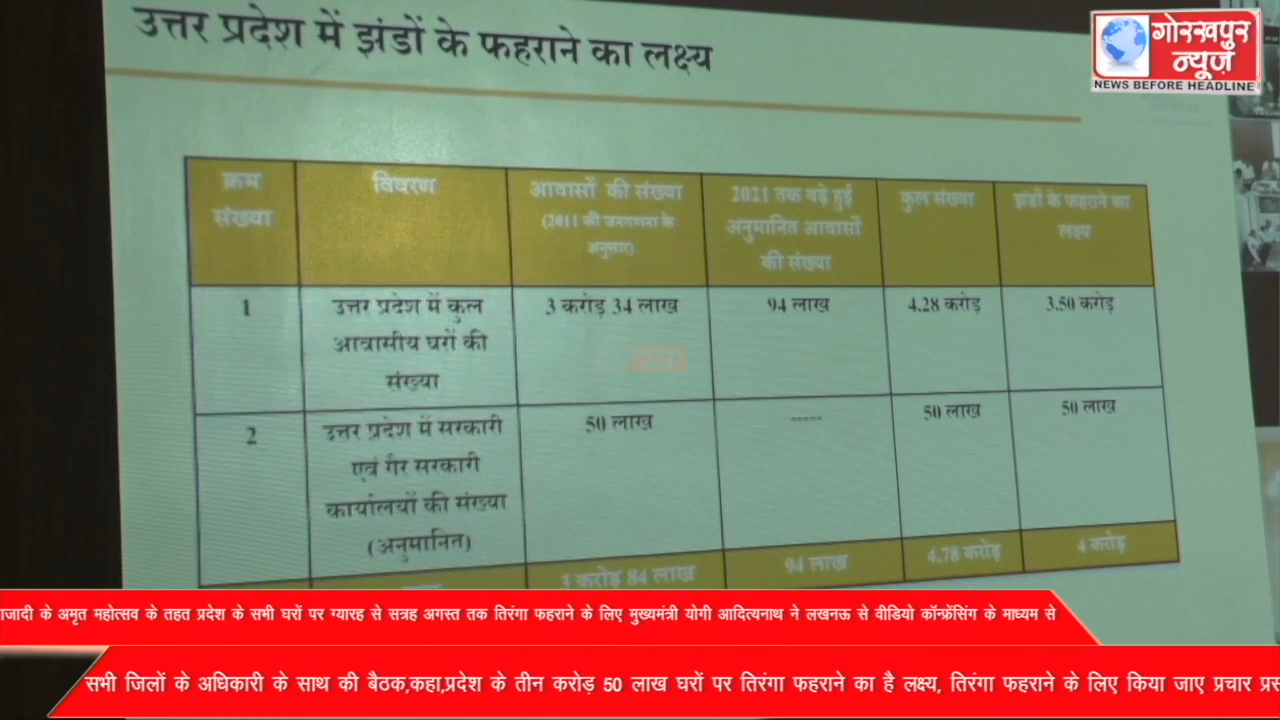 उत्तर प्रदेश में झंडों के फहराने का लक्ष्य
गोरखपुर
न्यूज़
NEWS BEFORE HEADLINE
क्रम
संख्या
विवरण
आवासों की संख्या
(2011 की जनगणना के
अनुसार)
2021 तक बढ़े हुई
अनुमानित आवासों
की संख्या
कुल संख्या
झंडों के फहराने का
लक्ष्य
1
उत्तर प्रदेश में कुल
आवासीय घरों की
संख्या
3 करोड़ 34 लाख
94 लाख
4.28 करोड़
3.50 करोड़
2
उत्तर प्रदेश में सरकारी
एवं गैर सरकारी
कार्यालयों की संख्या
(अनुमानित)
50 लाख
-----
50 लाख
50 लाख
3 करोड़ 84 लाख
94 लाख
4.78 करोड़
4 करोड़
जादी के अमृत महोत्सव के तहत प्रदेश के सभी घरों पर ग्यारह से सत्रह अगस्त तक तिरंगा फहराने के लिए मुख्यमंत्री योगी आदित्यनाथ ने लखनऊ से वीडियो कॉन्फ्रेंसिंग के माध्यम से
सभी जिलों के अधिकारी के साथ की बैठक,कहा,प्रदेश के तीन करोड़ 50 लाख घरों पर तिरंगा फहराने का है लक्ष्य, तिरंगा फहराने के लिए किया जाए प्रचार प्रस